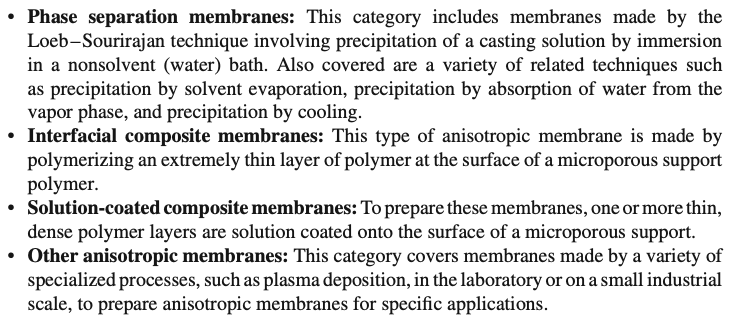 • Phase separation membranes: This category includes membranes made by the
Loeb–Sourirajan technique involving precipitation of a casting solution by immersion
in a nonsolvent (water) bath. Also covered are a variety of related techniques such
as precipitation by solvent evaporation, precipitation by absorption of water from the
vapor phase, and precipitation by cooling.
• Interfacial composite membranes: This type of anisotropic membrane is made by
polymerizing an extremely thin layer of polymer at the surface of a microporous support
polymer.
• Solution-coated composite membranes: To prepare these membranes, one or more thin,
dense polymer layers are solution coated onto the surface of a microporous support.
• Other anisotropic membranes: This category covers membranes made by a variety of
specialized processes, such as plasma deposition, in the laboratory or on a small industrial
scale, to prepare anisotropic membranes for specific applications.